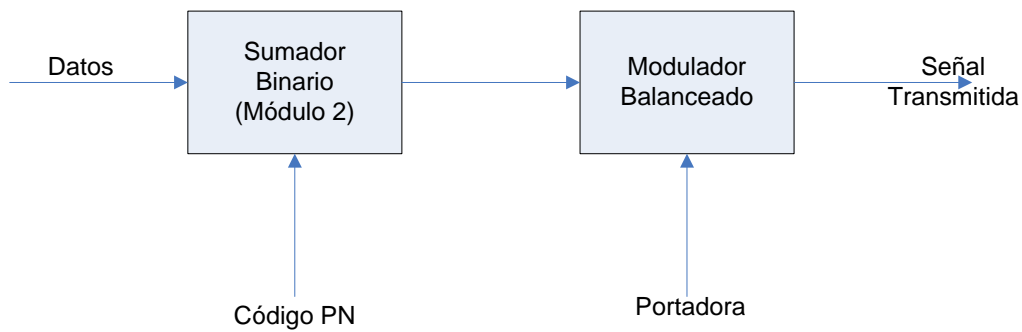 Datos
Sumador
Binario
(Módulo 2)
Modulador
Balanceado
Señal
Transmitida
Código PN
Portadora